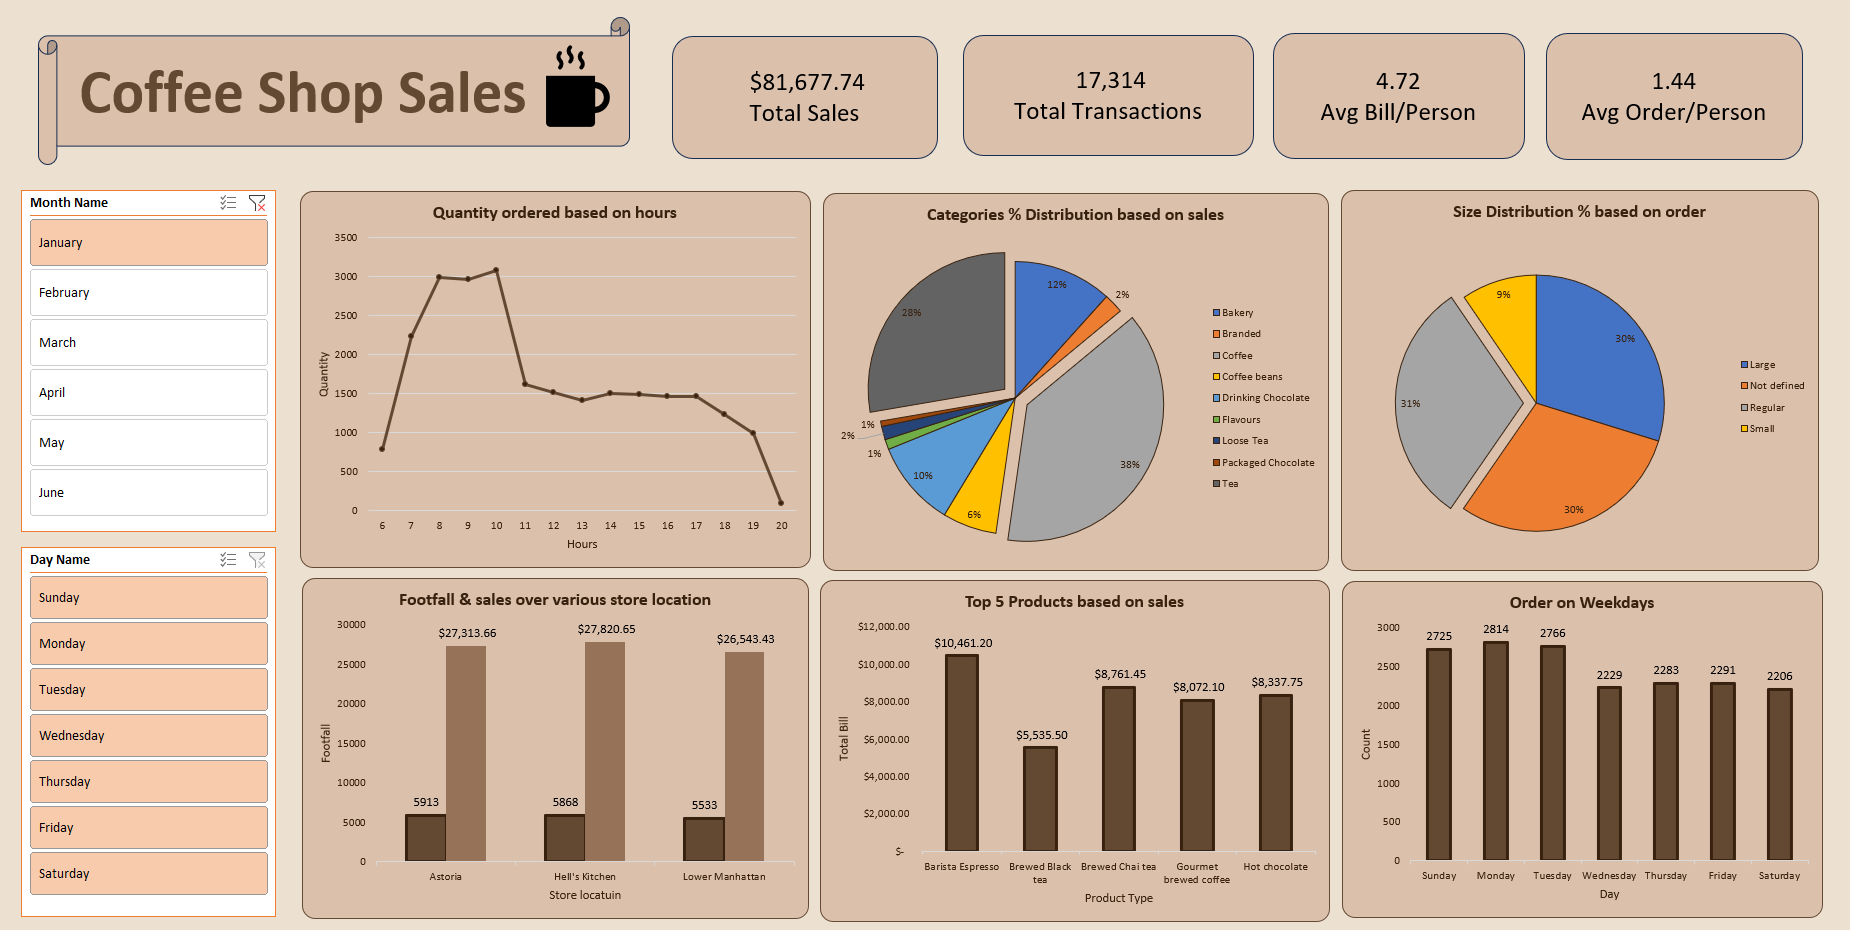 Coffee Shop Sales
$81,677.74
Total Sales
17,314
Total Transactions
4.72
Avg Bill/Person
1.44
Avg Order/Person
Month Name
January
February
March
April
May
June
Day Name
Sunday
Monday
Tuesday
Wednesday
Thursday
Friday
Saturday
Quantity ordered based on hours
3500
3000
2500
2000
1500
1000
500
0
Quantity
6 7 8 9 10 11 12 13 14 15 16 17 18 19 20
Hours
Categories % Distribution based on sales
12%
2%
38%
6%
10%
1%
2%
1%
28%
Bakery
Branded
Coffee
Coffee beans
Drinking Chocolate
Flavours
Loose Tea
Packaged Chocolate
Tea
Size Distribution % based on order
30%
30%
31%
9%
Large
Not defined
Regular
Small
Footfall & sales over various store location
30000
25000
20000
15000
10000
5000
0
Footfall
$27,313.66
$27,820.65
$26,543.43
5913
5868
5533
Astoria
Hell's Kitchen
Lower Manhattan
Store locatuin
Top 5 Products based on sales
$12,000.00
$10,000.00
$8,000.00
$6,000.00
$4,000.00
$2,000.00
$-
Total Bill
$10,461.20
$5,535.50
$8,761.45
$8,072.10
$8,337.75
Barista Espresso
Brewed Black
tea
Brewed Chai tea
Gourmet
brewed coffee
Hot chocolate
Product Type
Order on Weekdays
3000
2500
2000
1500
1000
500
0
Count
2725
2814
2766
2229
2283
2291
2206
Sunday Monday Tuesday Wednesday Thursday Friday Saturday
Day